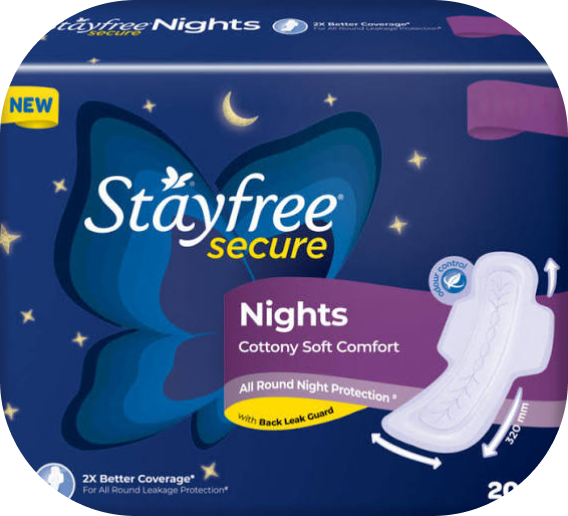 Stayfree Nights
secure
2X Better Coverage*
For All Round Leakage Protection*
NEW
Stayfree®
secure
odour control
Nights
Cottony Soft Comfort
All Round Night Protection*
with Back Leak Guard
320 mm
2X Better Coverage*
For All Round Leakage Protection*
20